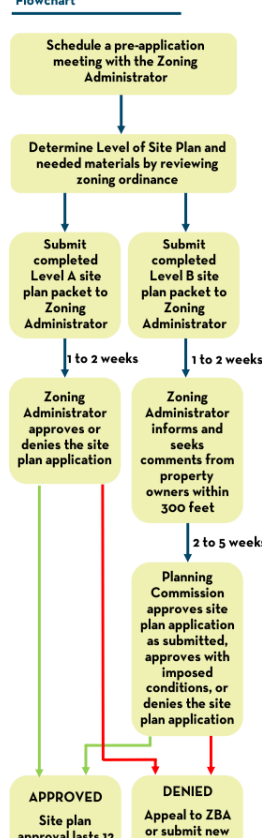 Flowchart
Schedule a pre-application
meeting with the Zoning
Administrator
Determine Level of Site Plan and
needed materials by reviewing
zoning ordinance
Submit
completed
Level A site
plan packet to
Zoning
Administrator
Submit
completed
Level B site
plan packet to
Zoning
Administrator
1 to 2 weeks
1 to 2 weeks
Zoning
Administrator
approves or
denies the site
plan application
Zoning
Administrator
informs and
seeks
comments from
property
owners within
300 feet
2 to 5 weeks
Planning
Commission
approves site
plan application
as submitted,
approves with
imposed
conditions, or
denies the site
plan application
APPROVED
Site plan
approval lasts 12
DENIED
Appeal to ZBA
or submit new